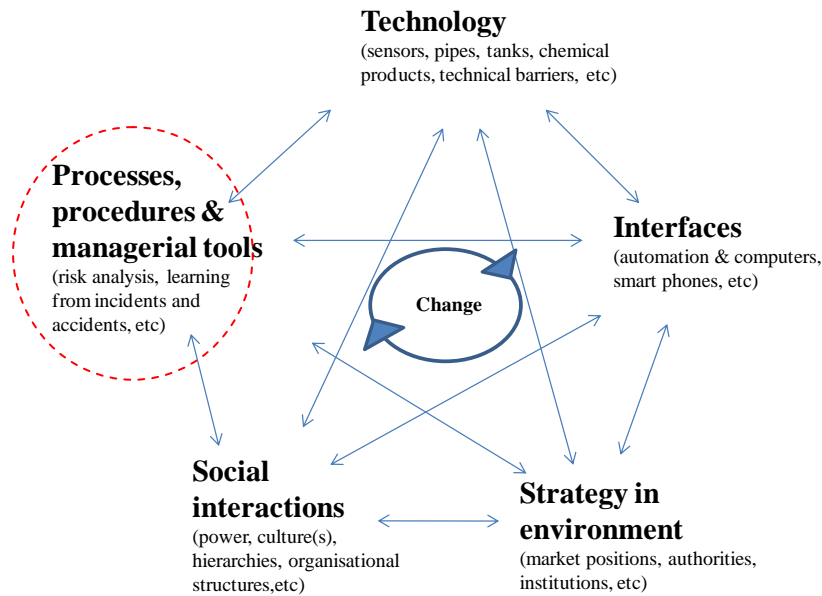 Technology
(sensors, pipes, tanks, chemical
products, technical barriers, etc)
Processes,
procedures &
managerial tools
(risk analysis, learning
from incidents and
accidents, etc)
Interfaces
(automation & computers,
smart phones, etc)
Change
Social
interactions
(power, culture(s),
hierarchies, organisational
structures,etc)
Strategy in
environment
(market positions, authorities,
institutions, etc)